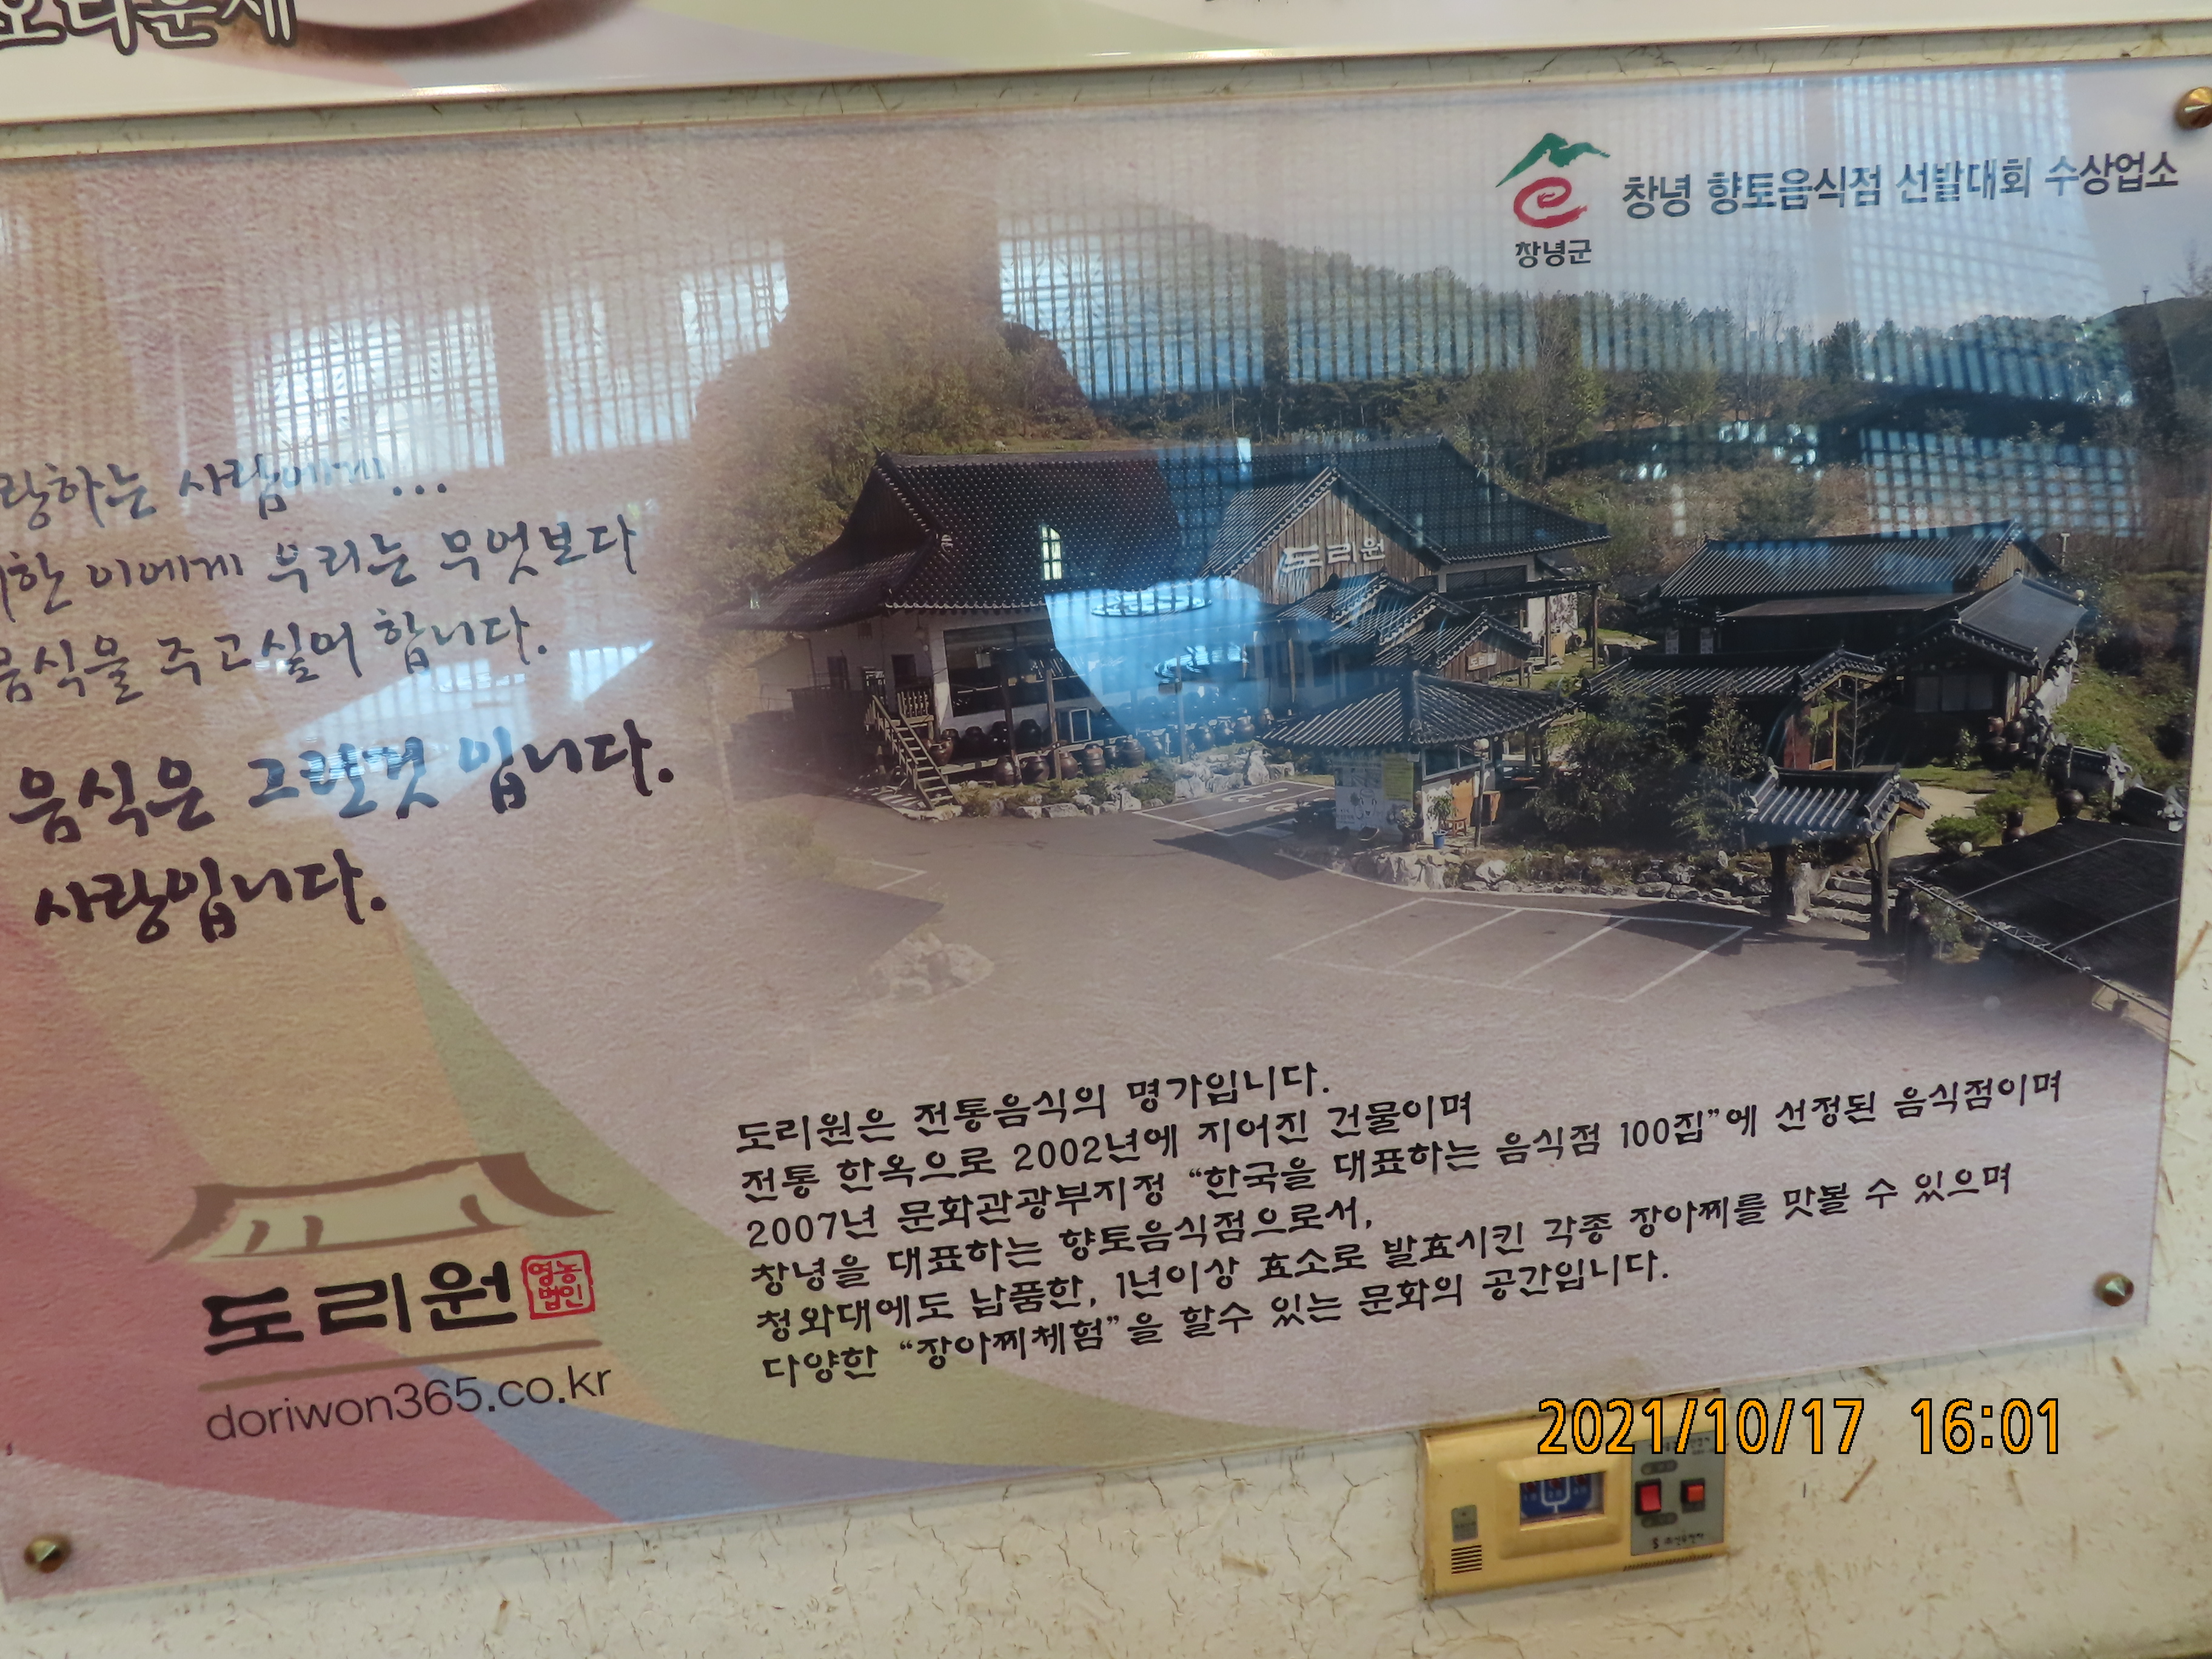 창녕 향토음식점 선발대회 수상업소
창녕군
랑하는 사람에게...
한 이에게 우리는 무엇보다
음식을 주고싶어 합니다.
음식은 그런것 입니다.
사랑입니다.
도리원
도리원은 전통음식의 명가입니다.
전통 한옥으로 2002년에 지어진 건물이며
2007년 문화관광부지정 “한국을 대표하는 음식점 100집”에 선정된 음식점이며
창녕을 대표하는 향토음식점으로서,
청와대에도 납품한, 1년이상 효소로 발효시킨 각종 장아찌를 맛볼 수 있으며
다양한 “장아찌체험”을 할수 있는 문화의 공간입니다.
도리원 영농법인
doriwon365.co.kr
2021/10/17 16:01